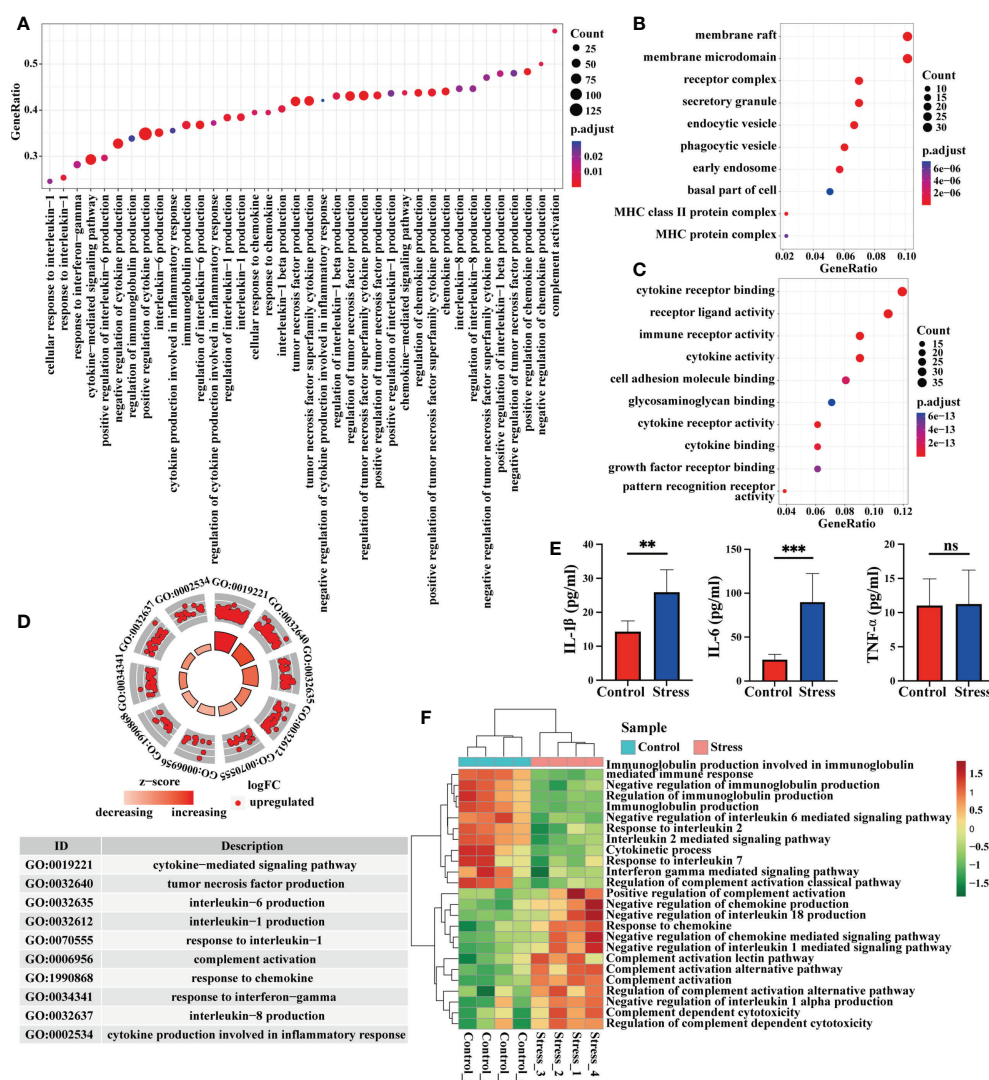 A
GeneRatio
0.5
0.4
0.3
Count
25
50
75
100
125
p.adjust
0.02
0.01
cellular response to interleukin-1
response to interleukin-1
response to interferon-gamma
cytokine-mediated signaling pathway
positive regulation of interleukin-6 production
negative regulation of cytokine production
regulation of immunoglobulin production
positive regulation of cytokine production
interleukin-6 production
cytokine production involved in inflammatory response
immunoglobulin production
regulation of interleukin-6 production
regulation of cytokine production involved in inflammatory response
regulation of interleukin-1 production
interleukin-1 production
cellular response to chemokine
response to chemokine
interleukin-1 beta production
tumor necrosis factor production
tumor necrosis factor superfamily cytokine production
negative regulation of cytokine production involved in inflammatory response
regulation of interleukin-1 beta production
regulation of tumor necrosis factor production
regulation of tumor necrosis factor superfamily cytokine production
positive regulation of tumor necrosis factor production
positive regulation of interleukin-1 production
chemokine-mediated signaling pathway
regulation of chemokine production
positive regulation of tumor necrosis factor superfamily cytokine production
chemokine production
interleukin-8 production
regulation of interleukin-8 production
negative regulation of tumor necrosis factor superfamily cytokine production
positive regulation of interleukin-1 beta production
negative regulation of tumor necrosis factor production
positive regulation of chemokine production
negative regulation of chemokine production
complement activation
B
membrane raft
membrane microdomain
receptor complex
secretory granule
endocytic vesicle
phagocytic vesicle
early endosome
basal part of cell
MHC class II protein complex
MHC protein complex
0.02 0.04 0.06 0.08 0.10
GeneRatio
Count
10
15
20
25
30
p.adjust
6e−06
4e−06
2e−06
C
cytokine receptor binding
receptor ligand activity
immune receptor activity
cytokine activity
cell adhesion molecule binding
glycosaminoglycan binding
cytokine receptor activity
cytokine binding
growth factor receptor binding
pattern recognition receptor
activity
0.04 0.06 0.08 0.10 0.12
GeneRatio
Count
15
20
25
30
35
p.adjust
6e−13
4e−13
2e−13
D
GO:0019221
GO:0032640
GO:0032635
GO:0032612
GO:0070555
GO:0006956
GO:1990868
GO:0034341
GO:0032637
GO:0002534
z−score
decreasing
increasing
logFC
upregulated
ID Description
GO:0019221 cytokine−mediated signaling pathway
GO:0032640 tumor necrosis factor production
GO:0032635 interleukin−6 production
GO:0032612 interleukin−1 production
GO:0070555 response to interleukin−1
GO:0006956 complement activation
GO:1990868 response to chemokine
GO:0034341 response to interferon−gamma
GO:0032637 interleukin−8 production
GO:0002534 cytokine production involved in inflammatory response
E
IL-1β (pg/ml)
40
30
20
10
0
**
Control Stress
IL-6 (pg/ml)
150
100
50
0
***
Control Stress
TNF-α (pg/ml)
20
15
10
5
0
ns
Control Stress
F
Sample
Control Stress
Immunoglobulin production involved in immunoglobulin
mediated immune response
Negative regulation of immunoglobulin production
Regulation of immunoglobulin production
Immunoglobulin production
Negative regulation of interleukin 6 mediated signaling pathway
Response to interleukin 2
Interleukin 2 mediated signaling pathway
Cytokinetic process
Response to interleukin 7
Interferon gamma mediated signaling pathway
Regulation of complement activation classical pathway
Positive regulation of complement activation
Negative regulation of chemokine production
Negative regulation of interleukin 18 production
Response to chemokine
Negative regulation of chemokine mediated signaling pathway
Negative regulation of interleukin 1 mediated signaling pathway
Complement activation lectin pathway
Complement activation alternative pathway
Complement activation
Regulation of complement activation alternative pathway
Negative regulation of interleukin 1 alpha production
Complement dependent cytotoxicity
Regulation of complement dependent cytotoxicity
1.5
1
0.5
0
−0.5
−1
−1.5
Control_
Control_
Control_
Control_
Stress_3
Stress_2
Stress_1
Stress_4